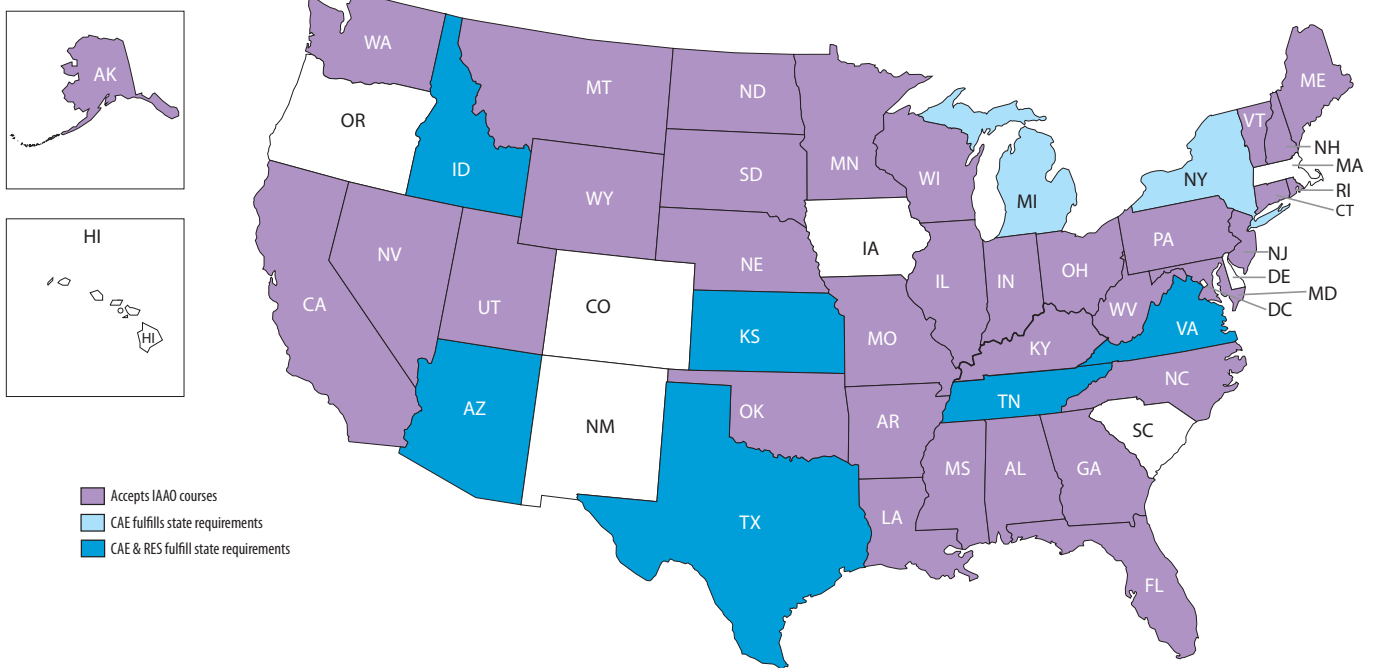 AK
HI
HI
WA
OR
ID
MT
ND
MN
SD
WY
WI
MI
NY
VT
ME
NH
MA
RI
CT
NV
CA
UT
CO
NE
IA
IL
IN
OH
PA
NJ
DE
MD
DC
WV
VA
KS
MO
KY
AZ
NM
OK
AR
TN
NC
SC
TX
LA
MS
AL
GA
FL
Accepts IAAO courses
CAE fulfills state requirements
CAE & RES fulfill state requirements